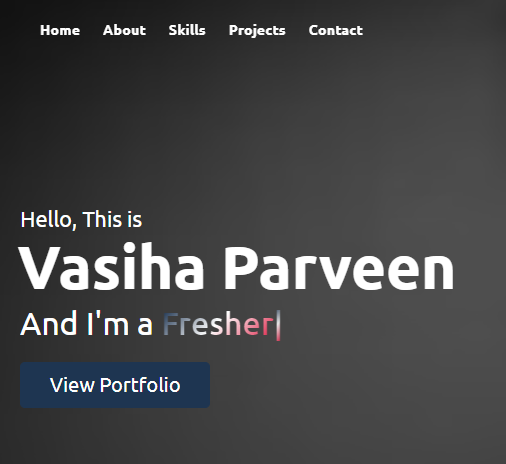 Home About Skills Projects Contact
Hello, This is
Vasiha Parveen
And I'm a Fresher
View Portfolio